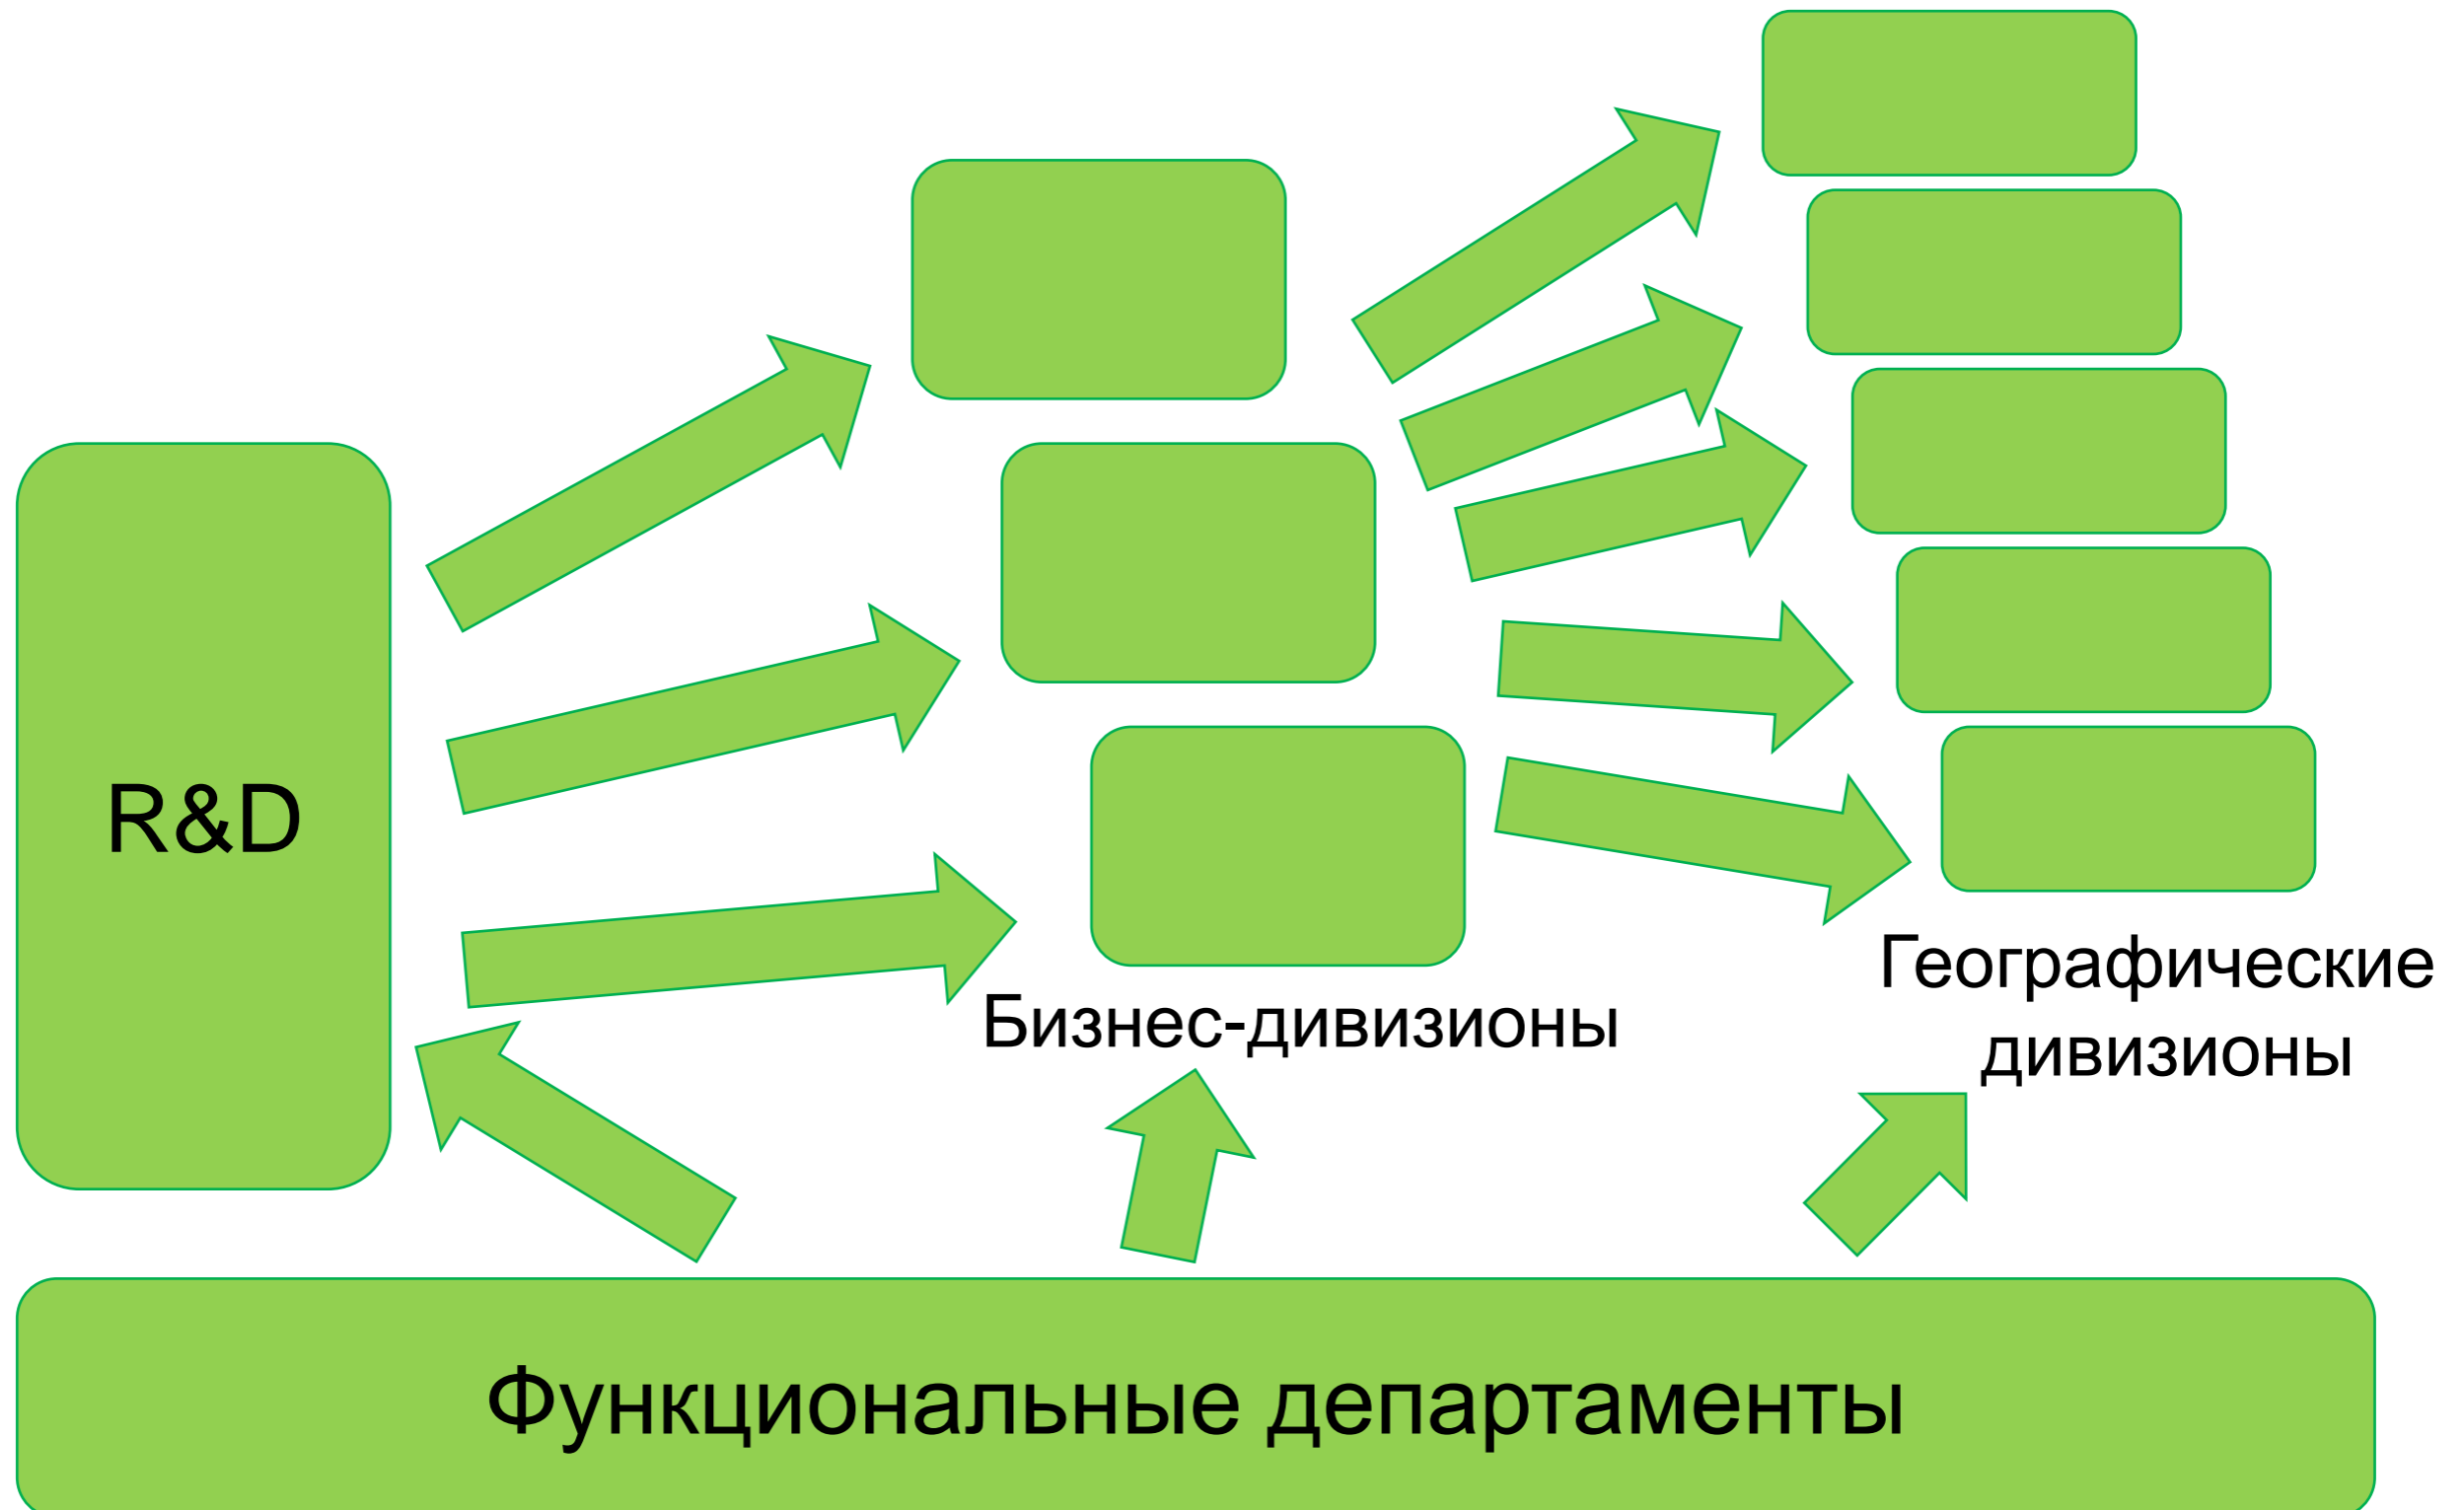 R&D
Бизнес-дивизионы
Географические
дивизионы
Функциональные департаменты